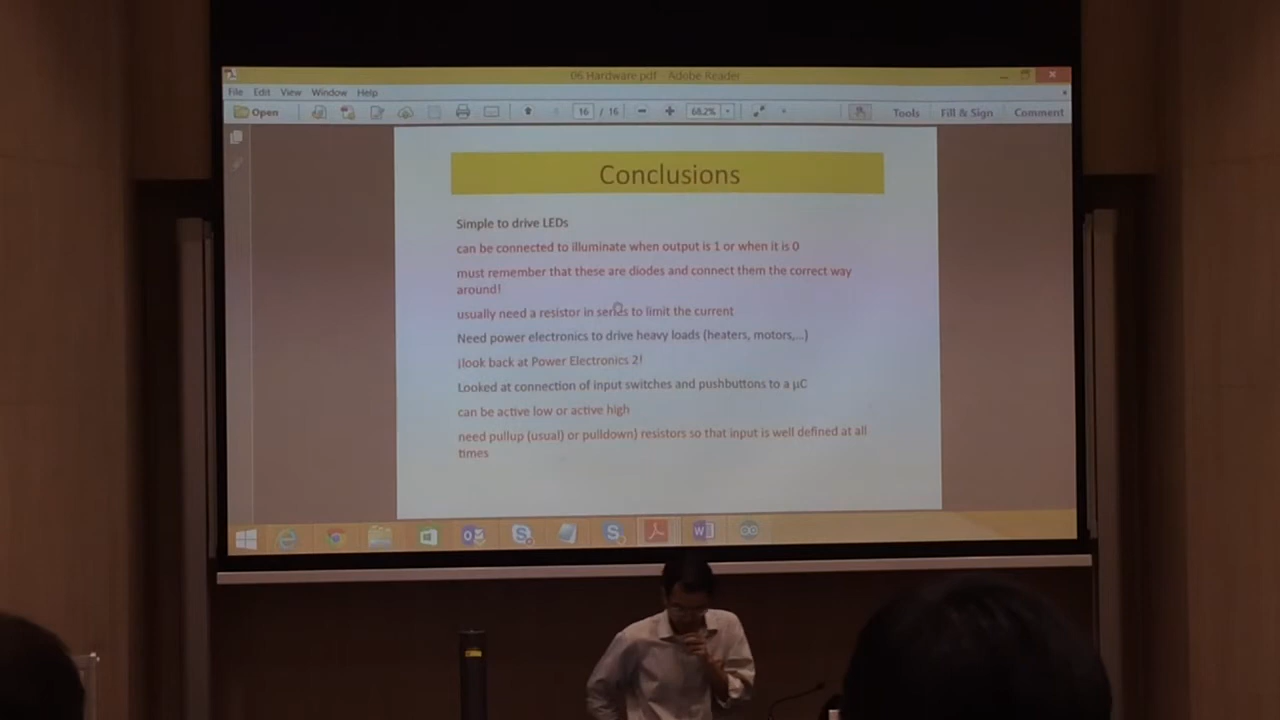 06 Hardware.pdf - Adobe Reader
File Edit View Window Help
Open 16 / 16 68.2% Tools Fill & Sign Comment
Conclusions
Simple to drive LEDs
can be connected to illuminate when output is 1 or when it is 0
must remember that these are diodes and connect them the correct way
around!
usually need a resistor in series to limit the current
Need power electronics to drive heavy loads (heaters, motors,...)
¡look back at Power Electronics 2!
Looked at connection of input switches and pushbuttons to a µC
can be active low or active high
need pullup (usual) or pulldown) resistors so that input is well defined at all
times